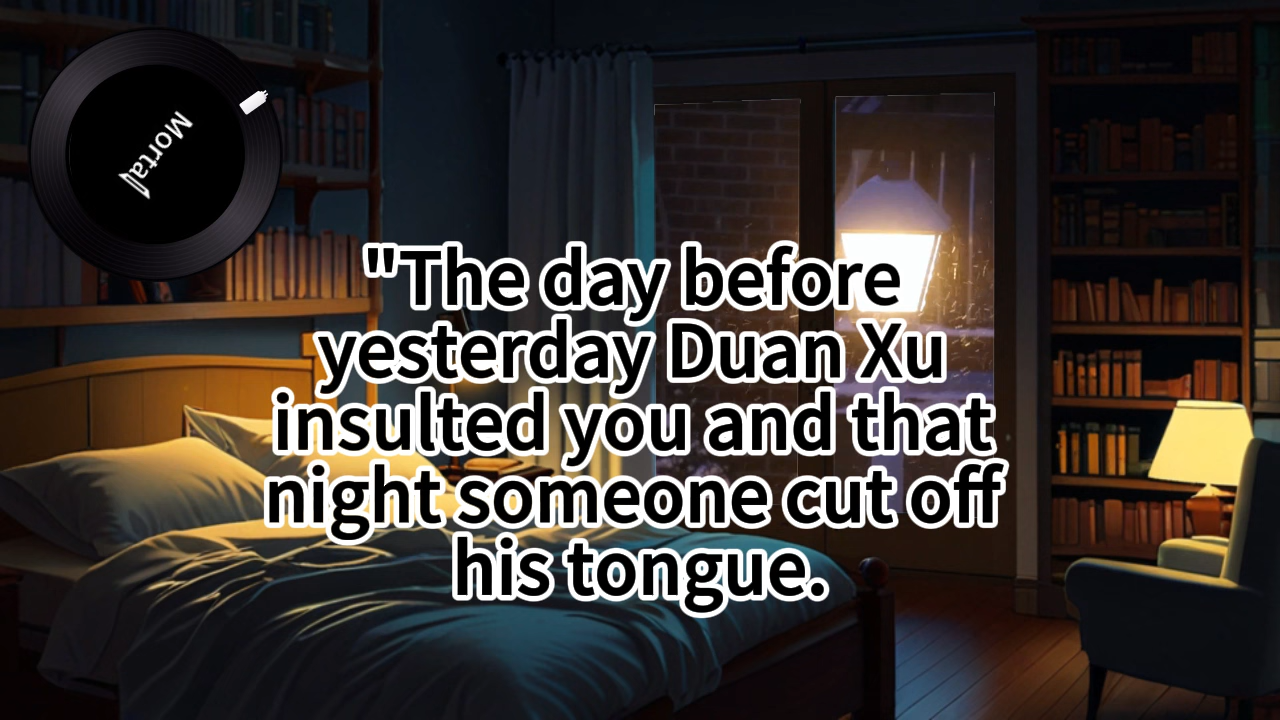 Mortal
"The day before
yesterday Duan Xu
insulted you and that
night someone cut off
his tongue.